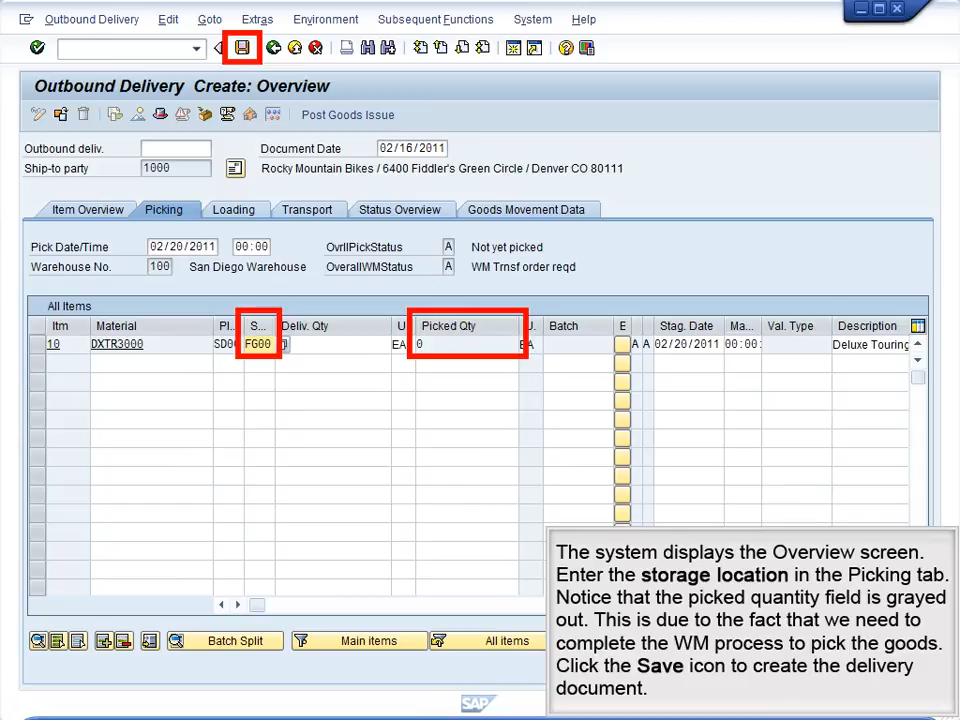 Outbound Delivery Edit Goto Extras Environment Subsequent Functions System Help
Outbound Delivery Create: Overview
Post Goods Issue
Outbound deliv. Document Date 02/16/2011
Ship-to party 1000 Rocky Mountain Bikes / 6400 Fiddler's Green Circle / Denver CO 80111
Item Overview Picking Loading Transport Status Overview Goods Movement Data
Pick Date/Time 02/20/2011 00:00 OvrllPickStatus A Not yet picked
Warehouse No. 100 San Diego Warehouse OverallWMStatus A WM Trnsf order reqd
All Items
Itm Material Pl.. S... Deliv. Qty U Picked Qty U. Batch E Stag. Date Ma... Val. Type Description
10 DXTR3000 SD00 FG00 EA 0 EA A A 02/20/2011 00:00: Deluxe Touring
Batch Split Main items All items
The system displays the Overview screen.
Enter the storage location in the Picking tab.
Notice that the picked quantity field is grayed
out. This is due to the fact that we need to
complete the WM process to pick the goods.
Click the Save icon to create the delivery
document.
SAP